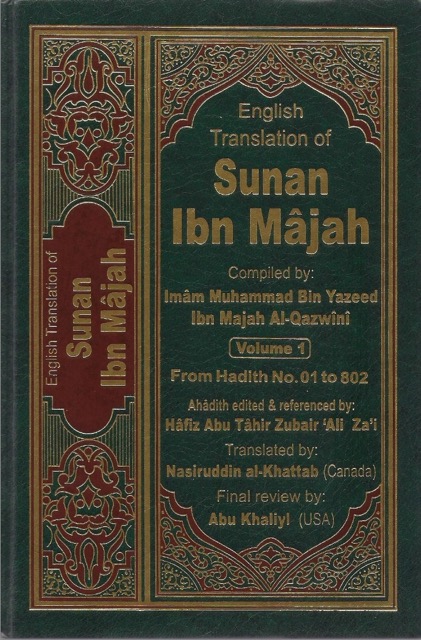 English Translation of
Sunan
Ibn Mâjah
English
Translation of
Sunan
Ibn Mâjah
Compiled by:
Imâm Muhammad Bin Yazeed
Ibn Majah Al-Qazwînî
Volume 1
From Hadith No. 01 to 802
Ahâdith edited & referenced by:
Hâfiz Abu Tâhir Zubair 'Ali Za'i
Translated by:
Nasiruddin al-Khattab (Canada)
Final review by:
Abu Khaliyl (USA)